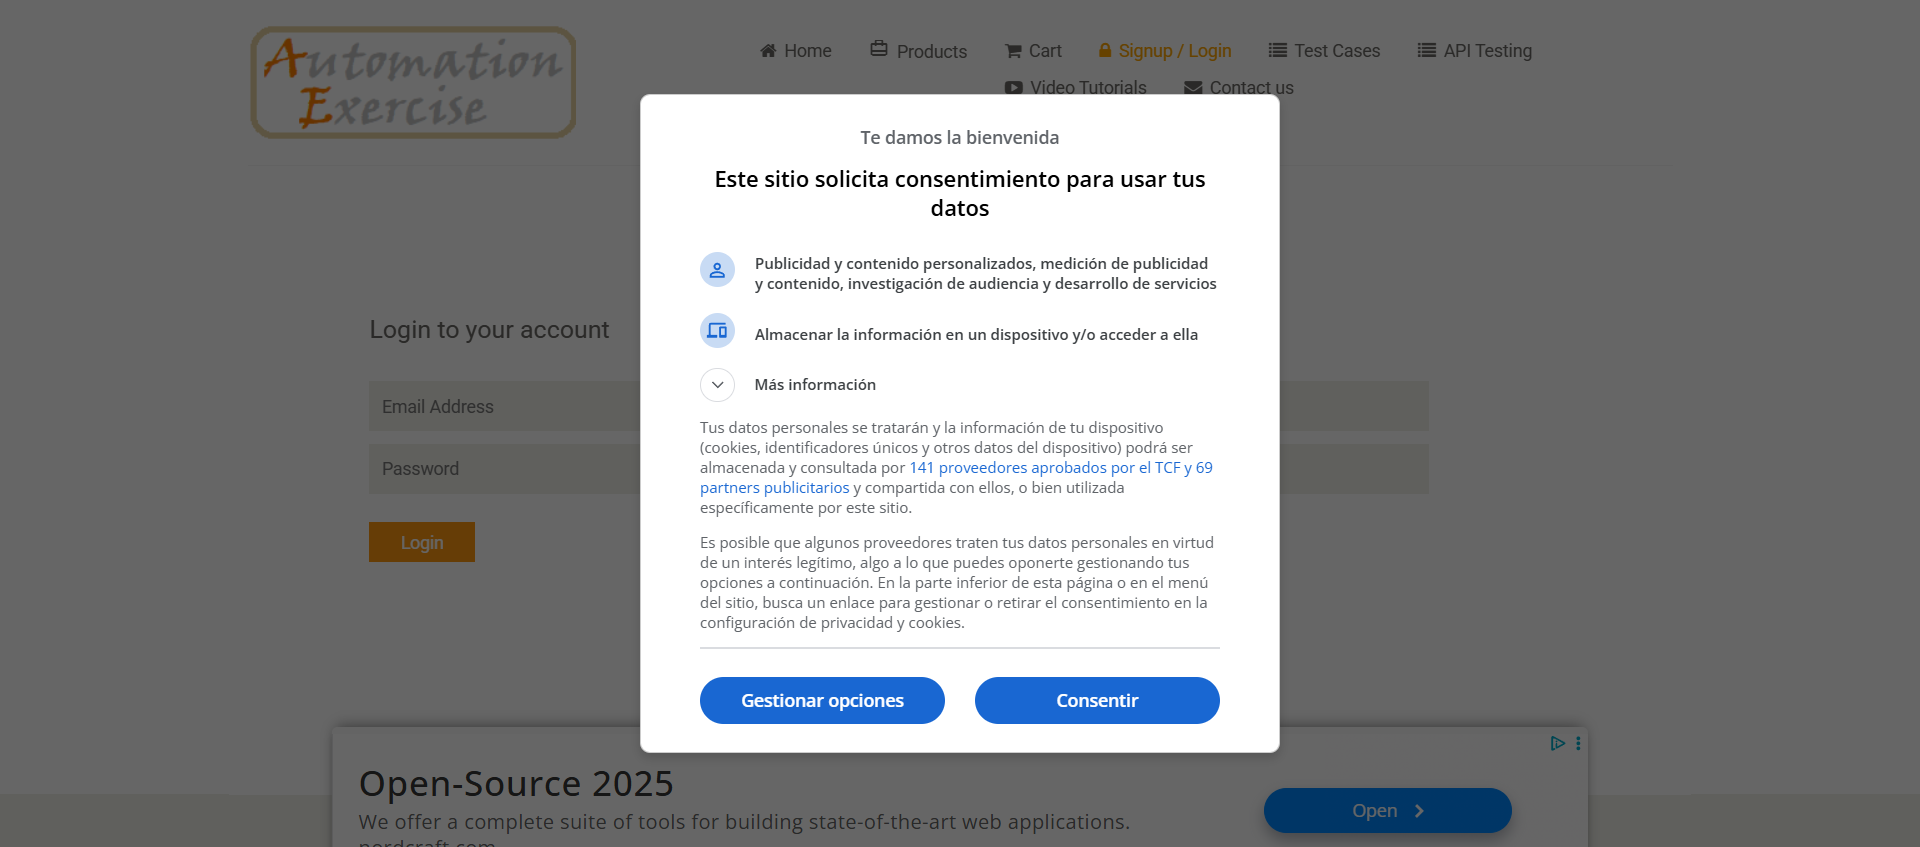 Automation
Exercise
Home
Products
Cart
Signup / Login
Test Cases
API Testing
Video Tutorials
Contact us
Te damos la bienvenida
Este sitio solicita consentimiento para usar tus
datos
Publicidad y contenido personalizados, medición de publicidad
y contenido, investigación de audiencia y desarrollo de servicios
Almacenar la información en un dispositivo y/o acceder a ella
Más información
Tus datos personales se tratarán y la información de tu dispositivo
(cookies, identificadores únicos y otros datos del dispositivo) podrá ser
almacenada y consultada por 141 proveedores aprobados por el TCF y 69
partners publicitarios y compartida con ellos, o bien utilizada
específicamente por este sitio.
Es posible que algunos proveedores traten tus datos personales en virtud
de un interés legítimo, algo a lo que puedes oponerte gestionando tus
opciones a continuación. En la parte inferior de esta página o en el menú
del sitio, busca un enlace para gestionar o retirar el consentimiento en la
configuración de privacidad y cookies.
Gestionar opciones
Consentir
Login to your account
Email Address
Password
Login
Open-Source 2025
We offer a complete suite of tools for building state-of-the-art web applications.
nordcraft.com
Open